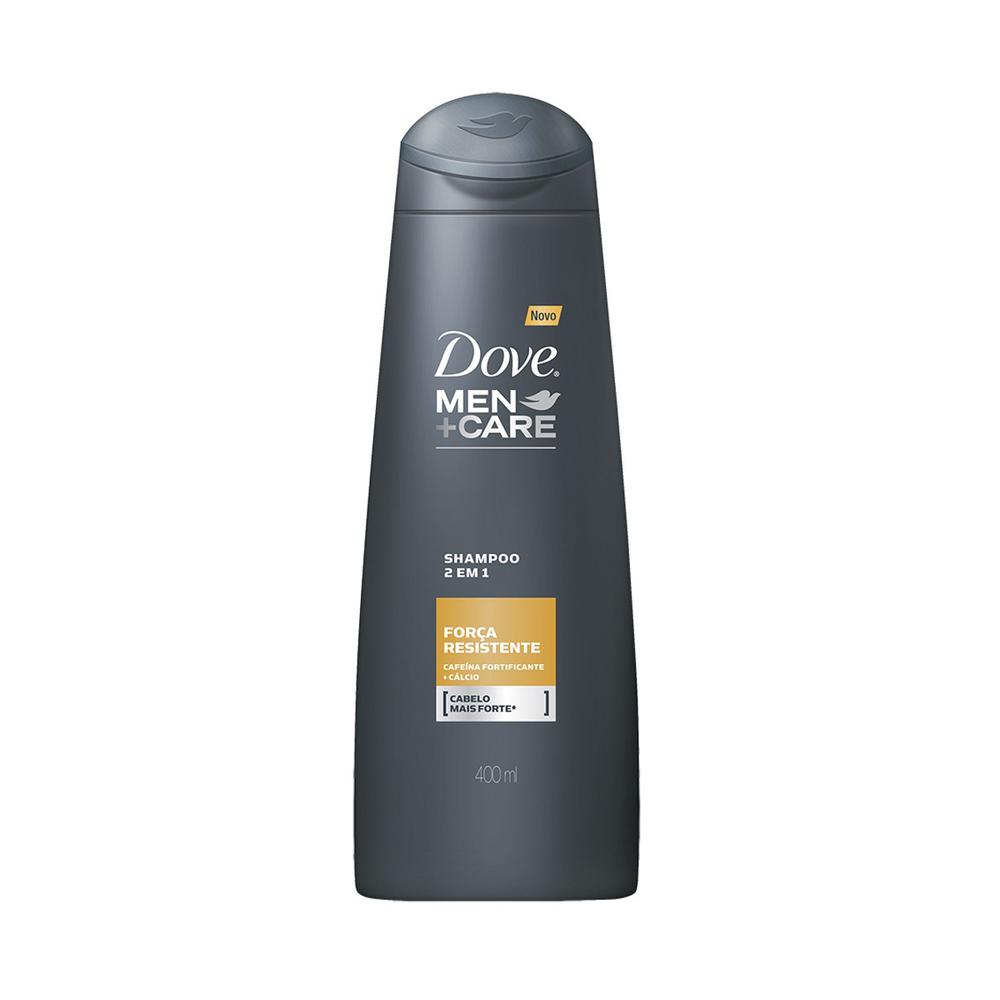 Novo
Dove
MEN
+CARE
SHAMPOO
2 EM 1
FORÇA
RESISTENTE
CAFEÍNA FORTIFICANTE
+ CÁLCIO
[CABELO
MAIS FORTE*]
400 ml